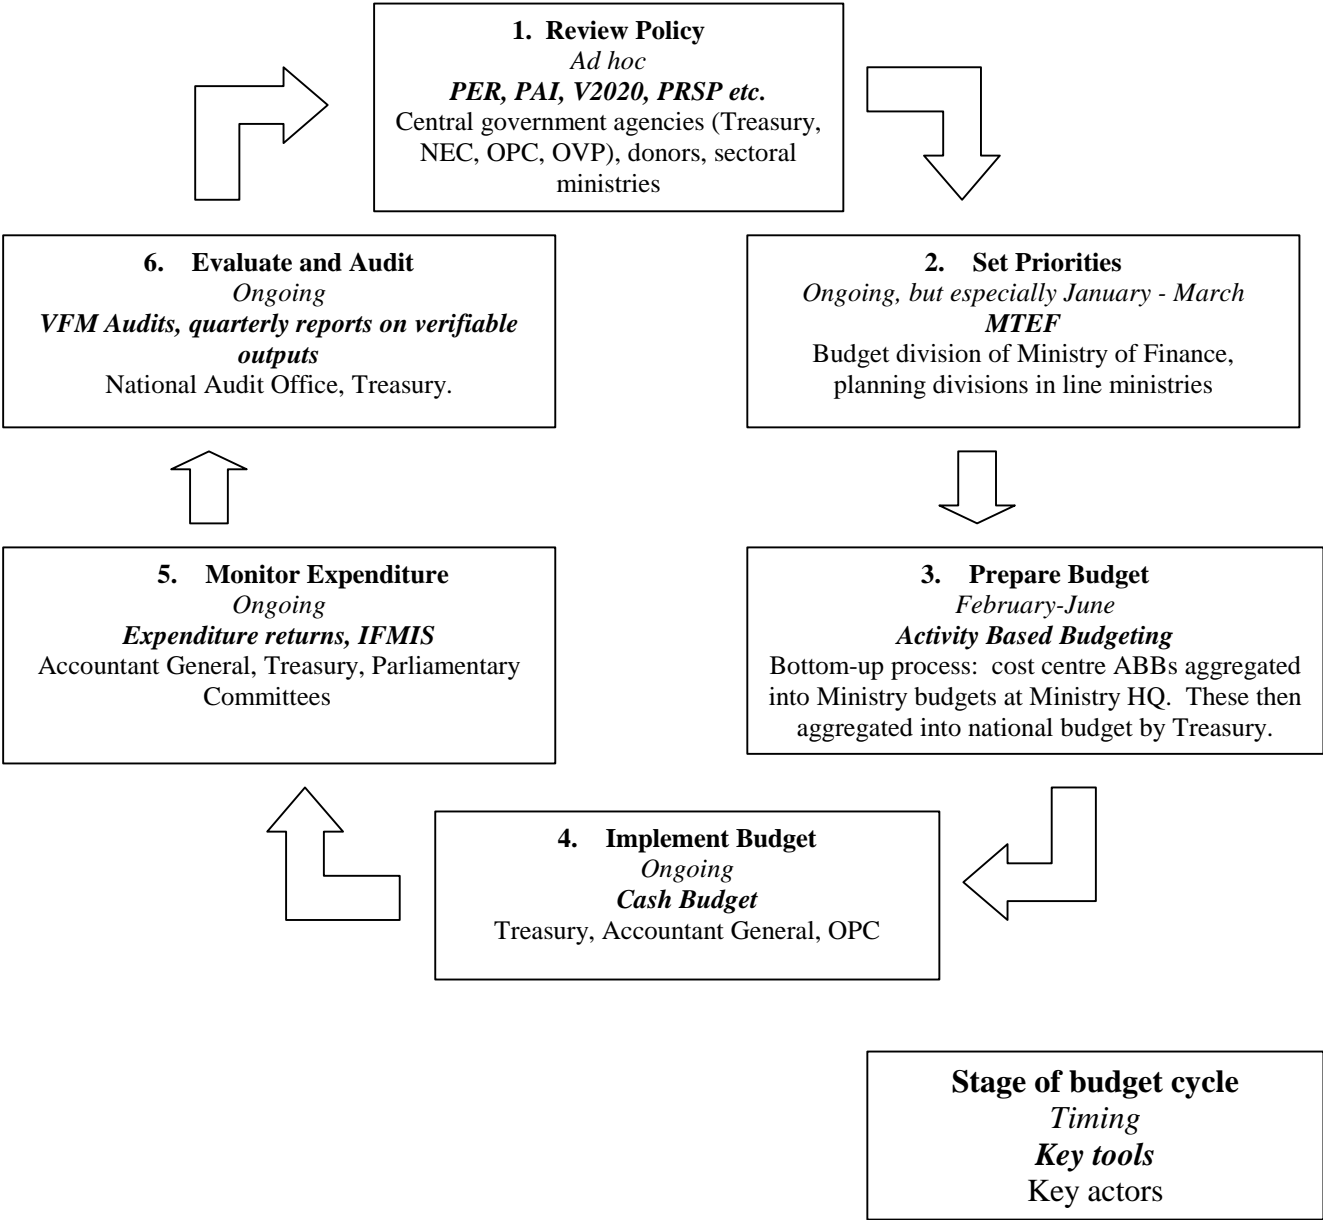 1. Review Policy
Ad hoc
PER, PAI, V2020, PRSP etc.
Central government agencies (Treasury,
NEC, OPC, OVP), donors, sectoral
ministries
2. Set Priorities
Ongoing, but especially January - March
MTEF
Budget division of Ministry of Finance,
planning divisions in line ministries
3. Prepare Budget
February-June
Activity Based Budgeting
Bottom-up process: cost centre ABBs aggregated
into Ministry budgets at Ministry HQ. These then
aggregated into national budget by Treasury.
4. Implement Budget
Ongoing
Cash Budget
Treasury, Accountant General, OPC
5. Monitor Expenditure
Ongoing
Expenditure returns, IFMIS
Accountant General, Treasury, Parliamentary
Committees
6. Evaluate and Audit
Ongoing
VFM Audits, quarterly reports on verifiable
outputs
National Audit Office, Treasury.
Stage of budget cycle
Timing
Key tools
Key actors